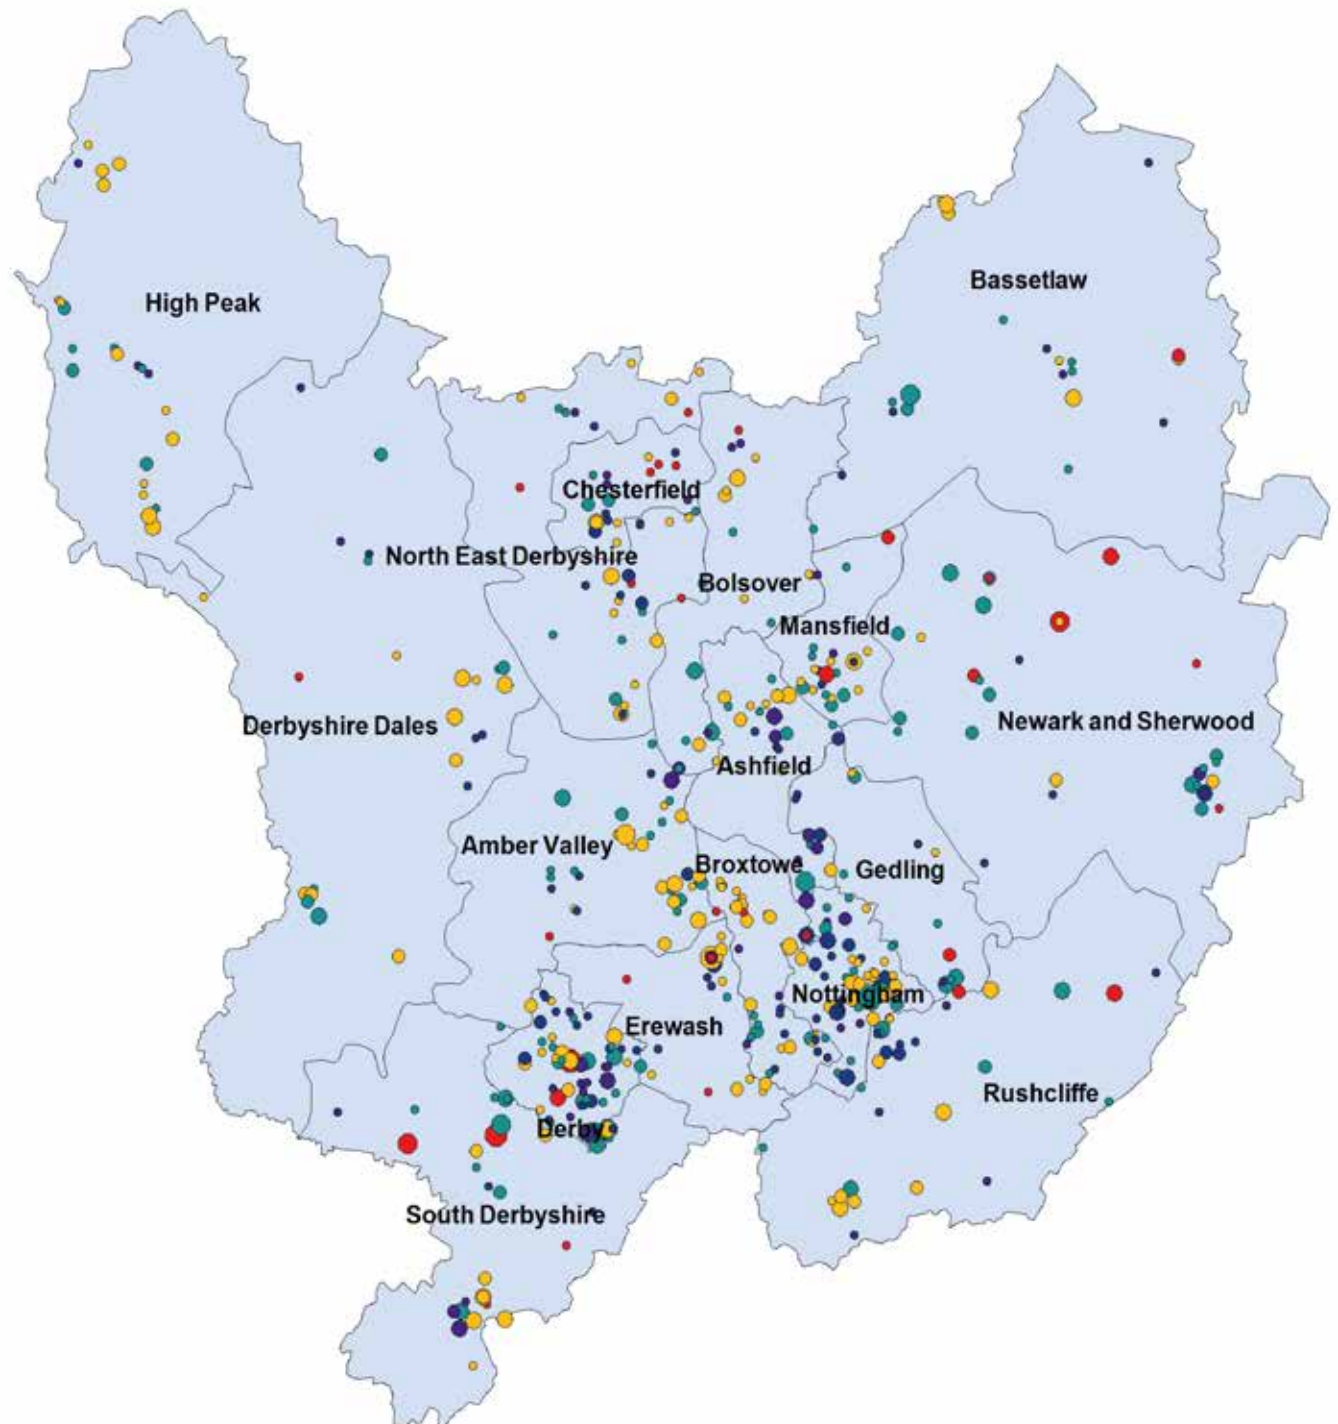 High Peak
Bassetlaw
Chesterfield
North East Derbyshire
Bolsover
Mansfield
Derbyshire Dales
Newark and Sherwood
Ashfield
Amber Valley
Broxtowe
Gedling
Nottingham
Erewash
Rushcliffe
Derby
South Derbyshire